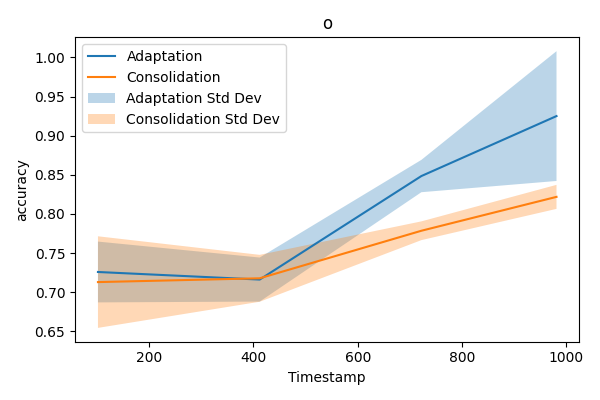 o
Adaptation
Consolidation
Adaptation Std Dev
Consolidation Std Dev
1.00
0.95
0.90
0.85
0.80
0.75
0.70
0.65
accuracy
200 400 600 800 1000
Timestamp